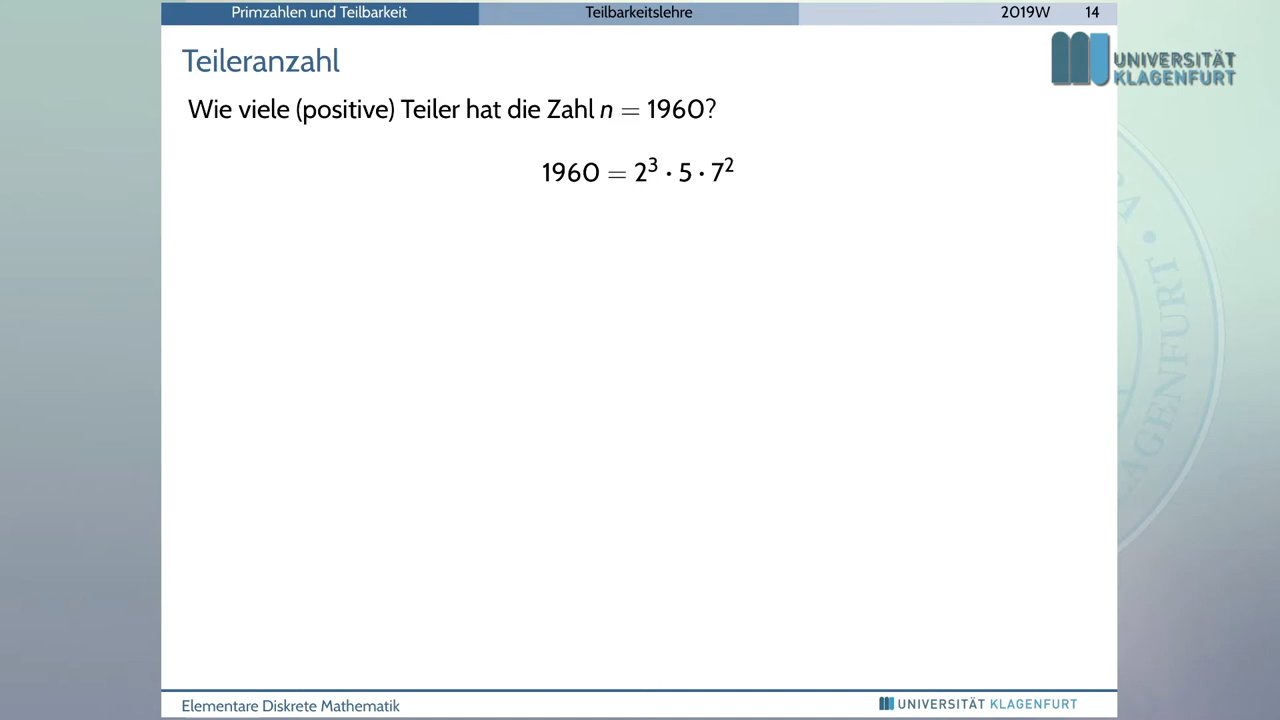 Primzahlen und Teilbarkeit Teilbarkeitslehre 2019W 14
Teileranzahl
UNIVERSITÄT
KLAGENFURT
Wie viele (positive) Teiler hat die Zahl n = 1960?
1960 = 2³ · 5 · 7²
AGENFURT
Elementare Diskrete Mathematik UNIVERSITÄT KLAGENFURT